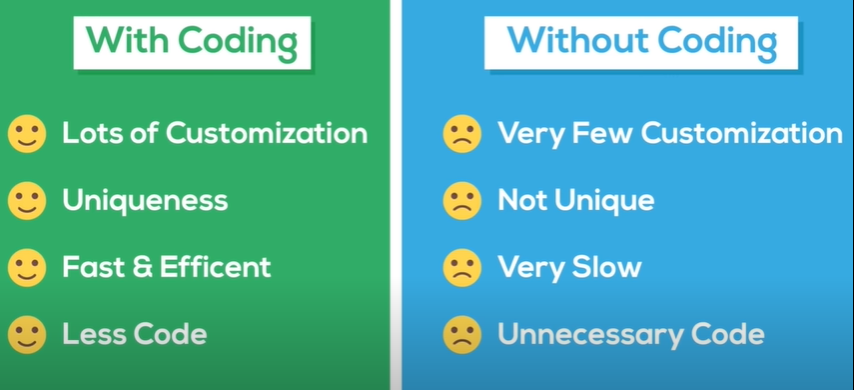 With Coding
Lots of Customization
Uniqueness
Fast & Efficent
Less Code
Without Coding
Very Few Customization
Not Unique
Very Slow
Unnecessary Code